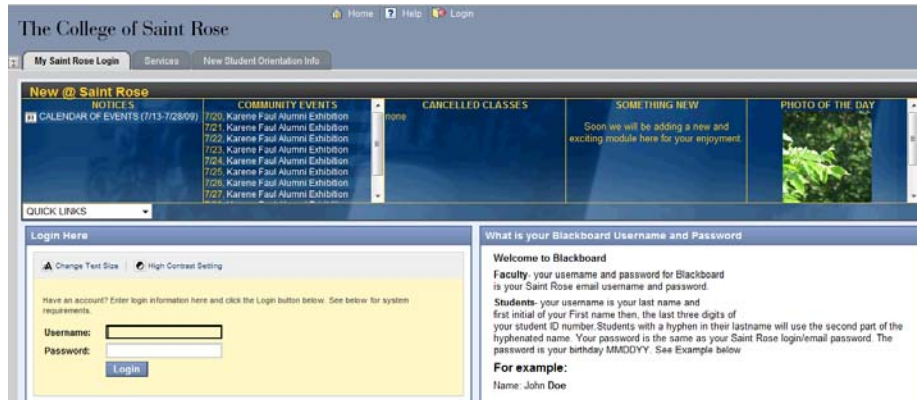 Home ? Help Login
The College of Saint Rose
My Saint Rose Login Services New Student Orientation Info
New @ Saint Rose
NOTICES
31 CALENDAR OF EVENTS (7/13-7/28/09)
COMMUNITY EVENTS
7/20, Karene Faul Alumni Exhibition
7/21, Karene Faul Alumni Exhibition
7/22, Karene Faul Alumni Exhibition
7/23, Karene Faul Alumni Exhibition
7/24, Karene Faul Alumni Exhibition
7/25, Karene Faul Alumni Exhibition
7/26, Karene Faul Alumni Exhibition
7/27, Karene Faul Alumni Exhibition
CANCELLED CLASSES
none
SOMETHING NEW
Soon we will be adding a new and
exciting module here for your enjoyment.
PHOTO OF THE DAY
QUICK LINKS
Login Here
A Change Text Size High Contrast Setting
Have an account? Enter login information here and click the Login button below. See below for system
requirements.
Username:
Password:
Login
What is your Blackboard Username and Password
Welcome to Blackboard
Faculty- your username and password for Blackboard
is your Saint Rose email username and password.
Students- your username is your last name and
first initial of your First name then, the last three digits of
your student ID number.Students with a hyphen in their lastname will use the second part of the
hyphenated name. Your password is the same as your Saint Rose login/email password. The
password is your birthday MMDDYY. See Example below
For example:
Name: John Doe